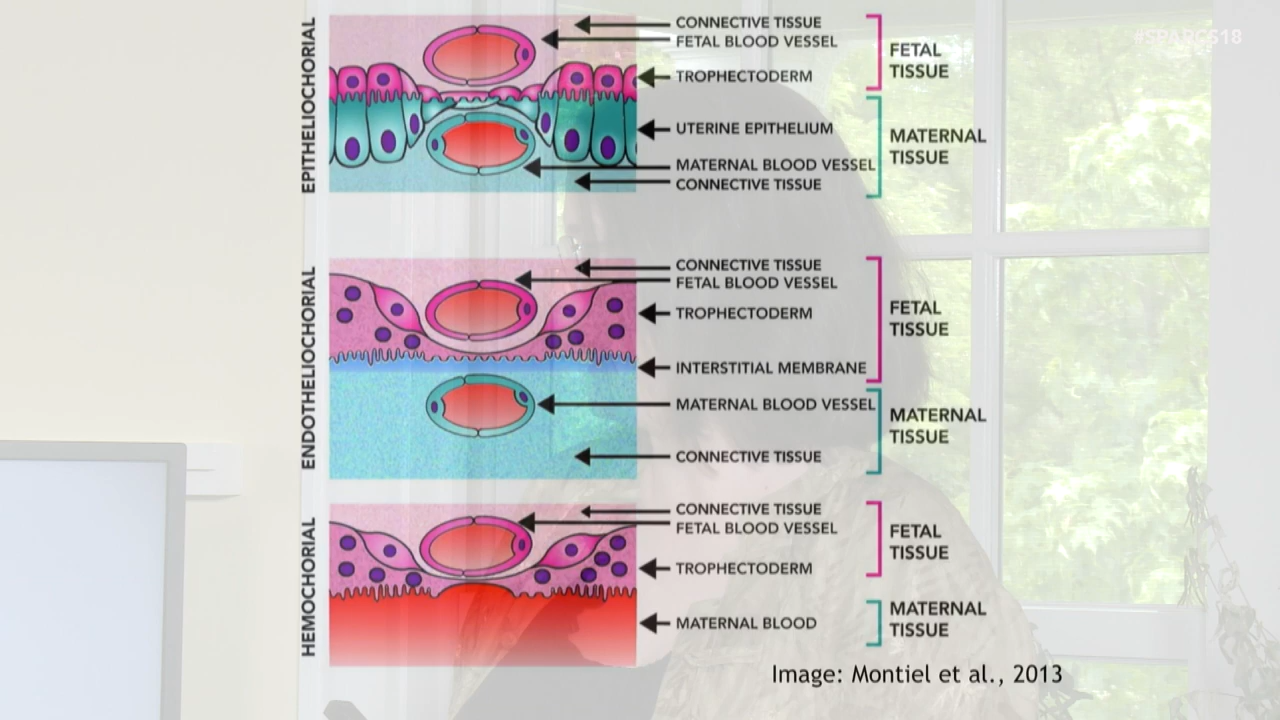 #SPARCS18
EPITHELIOCHORIAL
CONNECTIVE TISSUE
FETAL BLOOD VESSEL
TROPHECTODERM
UTERINE EPITHELIUM
MATERNAL BLOOD VESSEL
CONNECTIVE TISSUE
FETAL
TISSUE
MATERNAL
TISSUE
ENDOTHELIOCHORIAL
CONNECTIVE TISSUE
FETAL BLOOD VESSEL
TROPHECTODERM
INTERSTITIAL MEMBRANE
MATERNAL BLOOD VESSEL
CONNECTIVE TISSUE
FETAL
TISSUE
MATERNAL
TISSUE
HEMOCHORIAL
CONNECTIVE TISSUE
FETAL BLOOD VESSEL
TROPHECTODERM
MATERNAL BLOOD
FETAL
TISSUE
MATERNAL
TISSUE
Image: Montiel et al., 2013